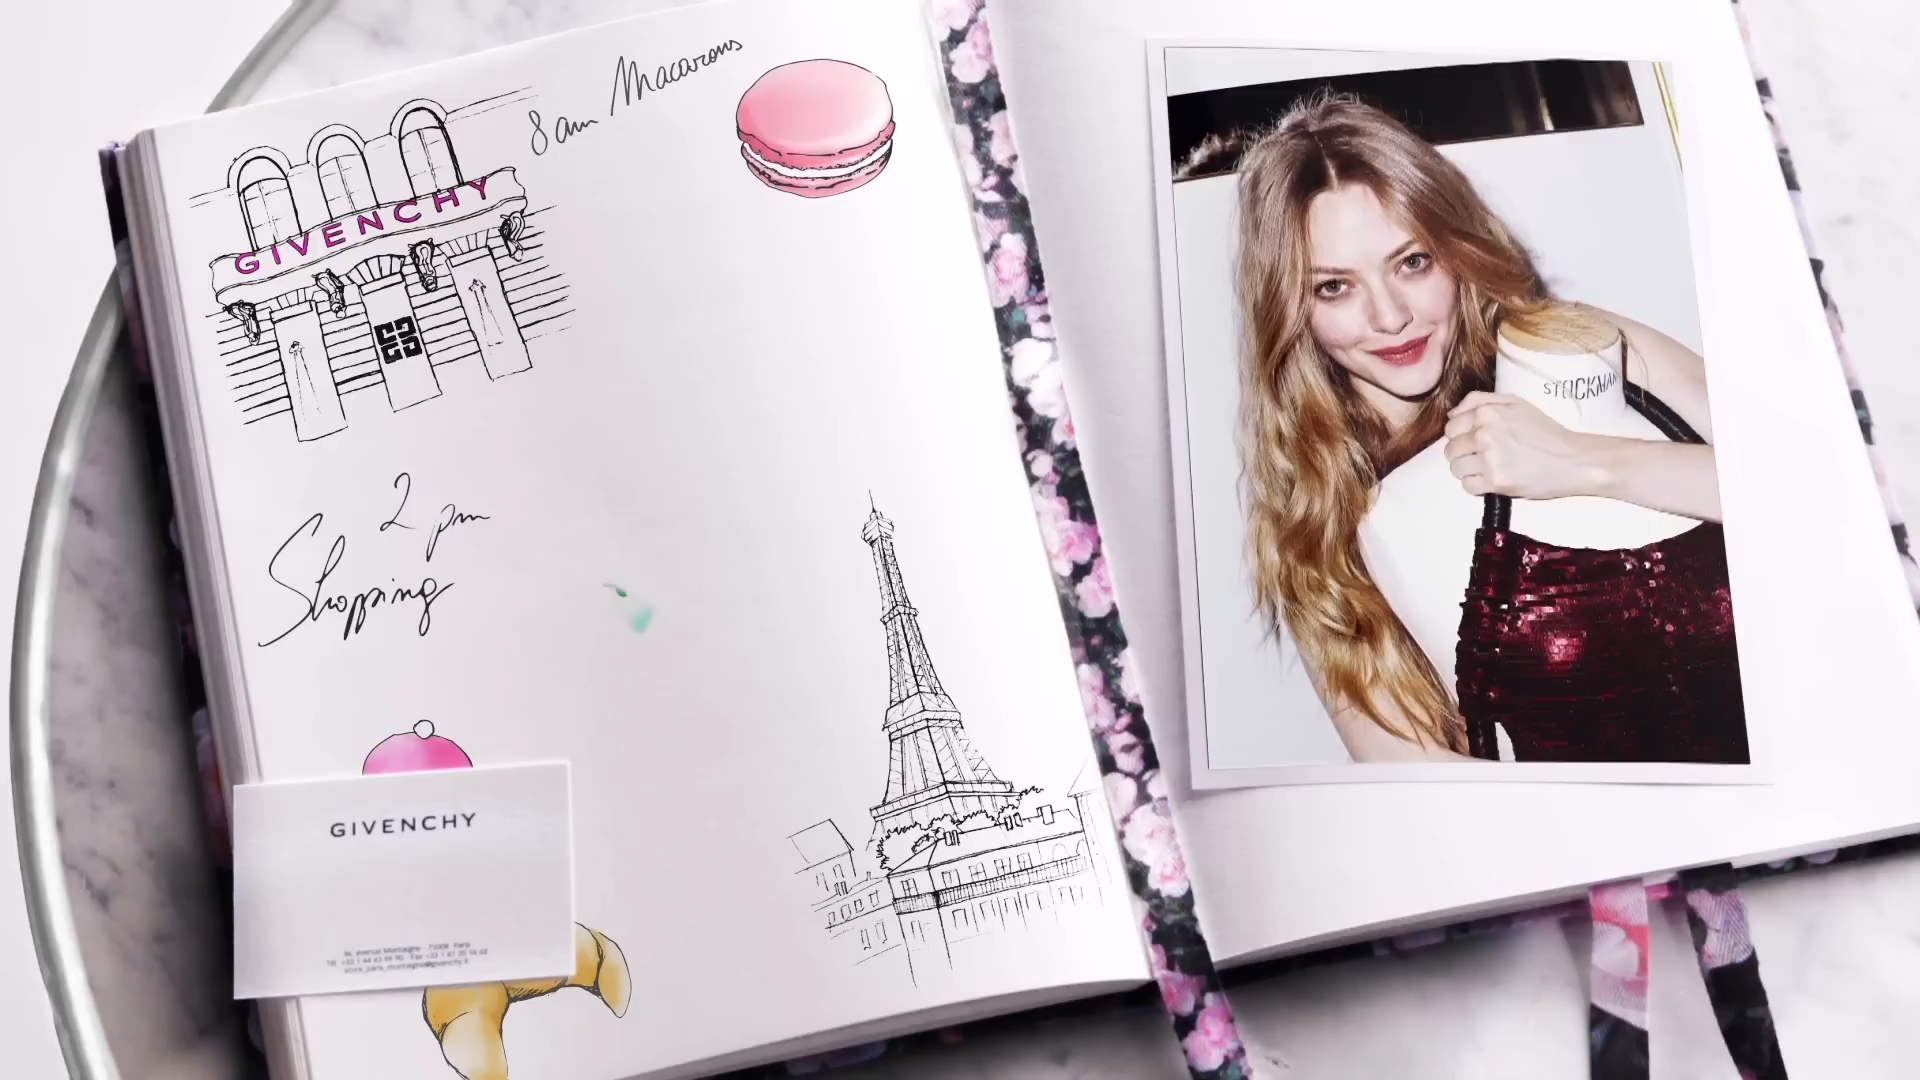 8 am Macarons
GIVENCHY
2 pm
Shopping
GIVENCHY
STOCKMAN